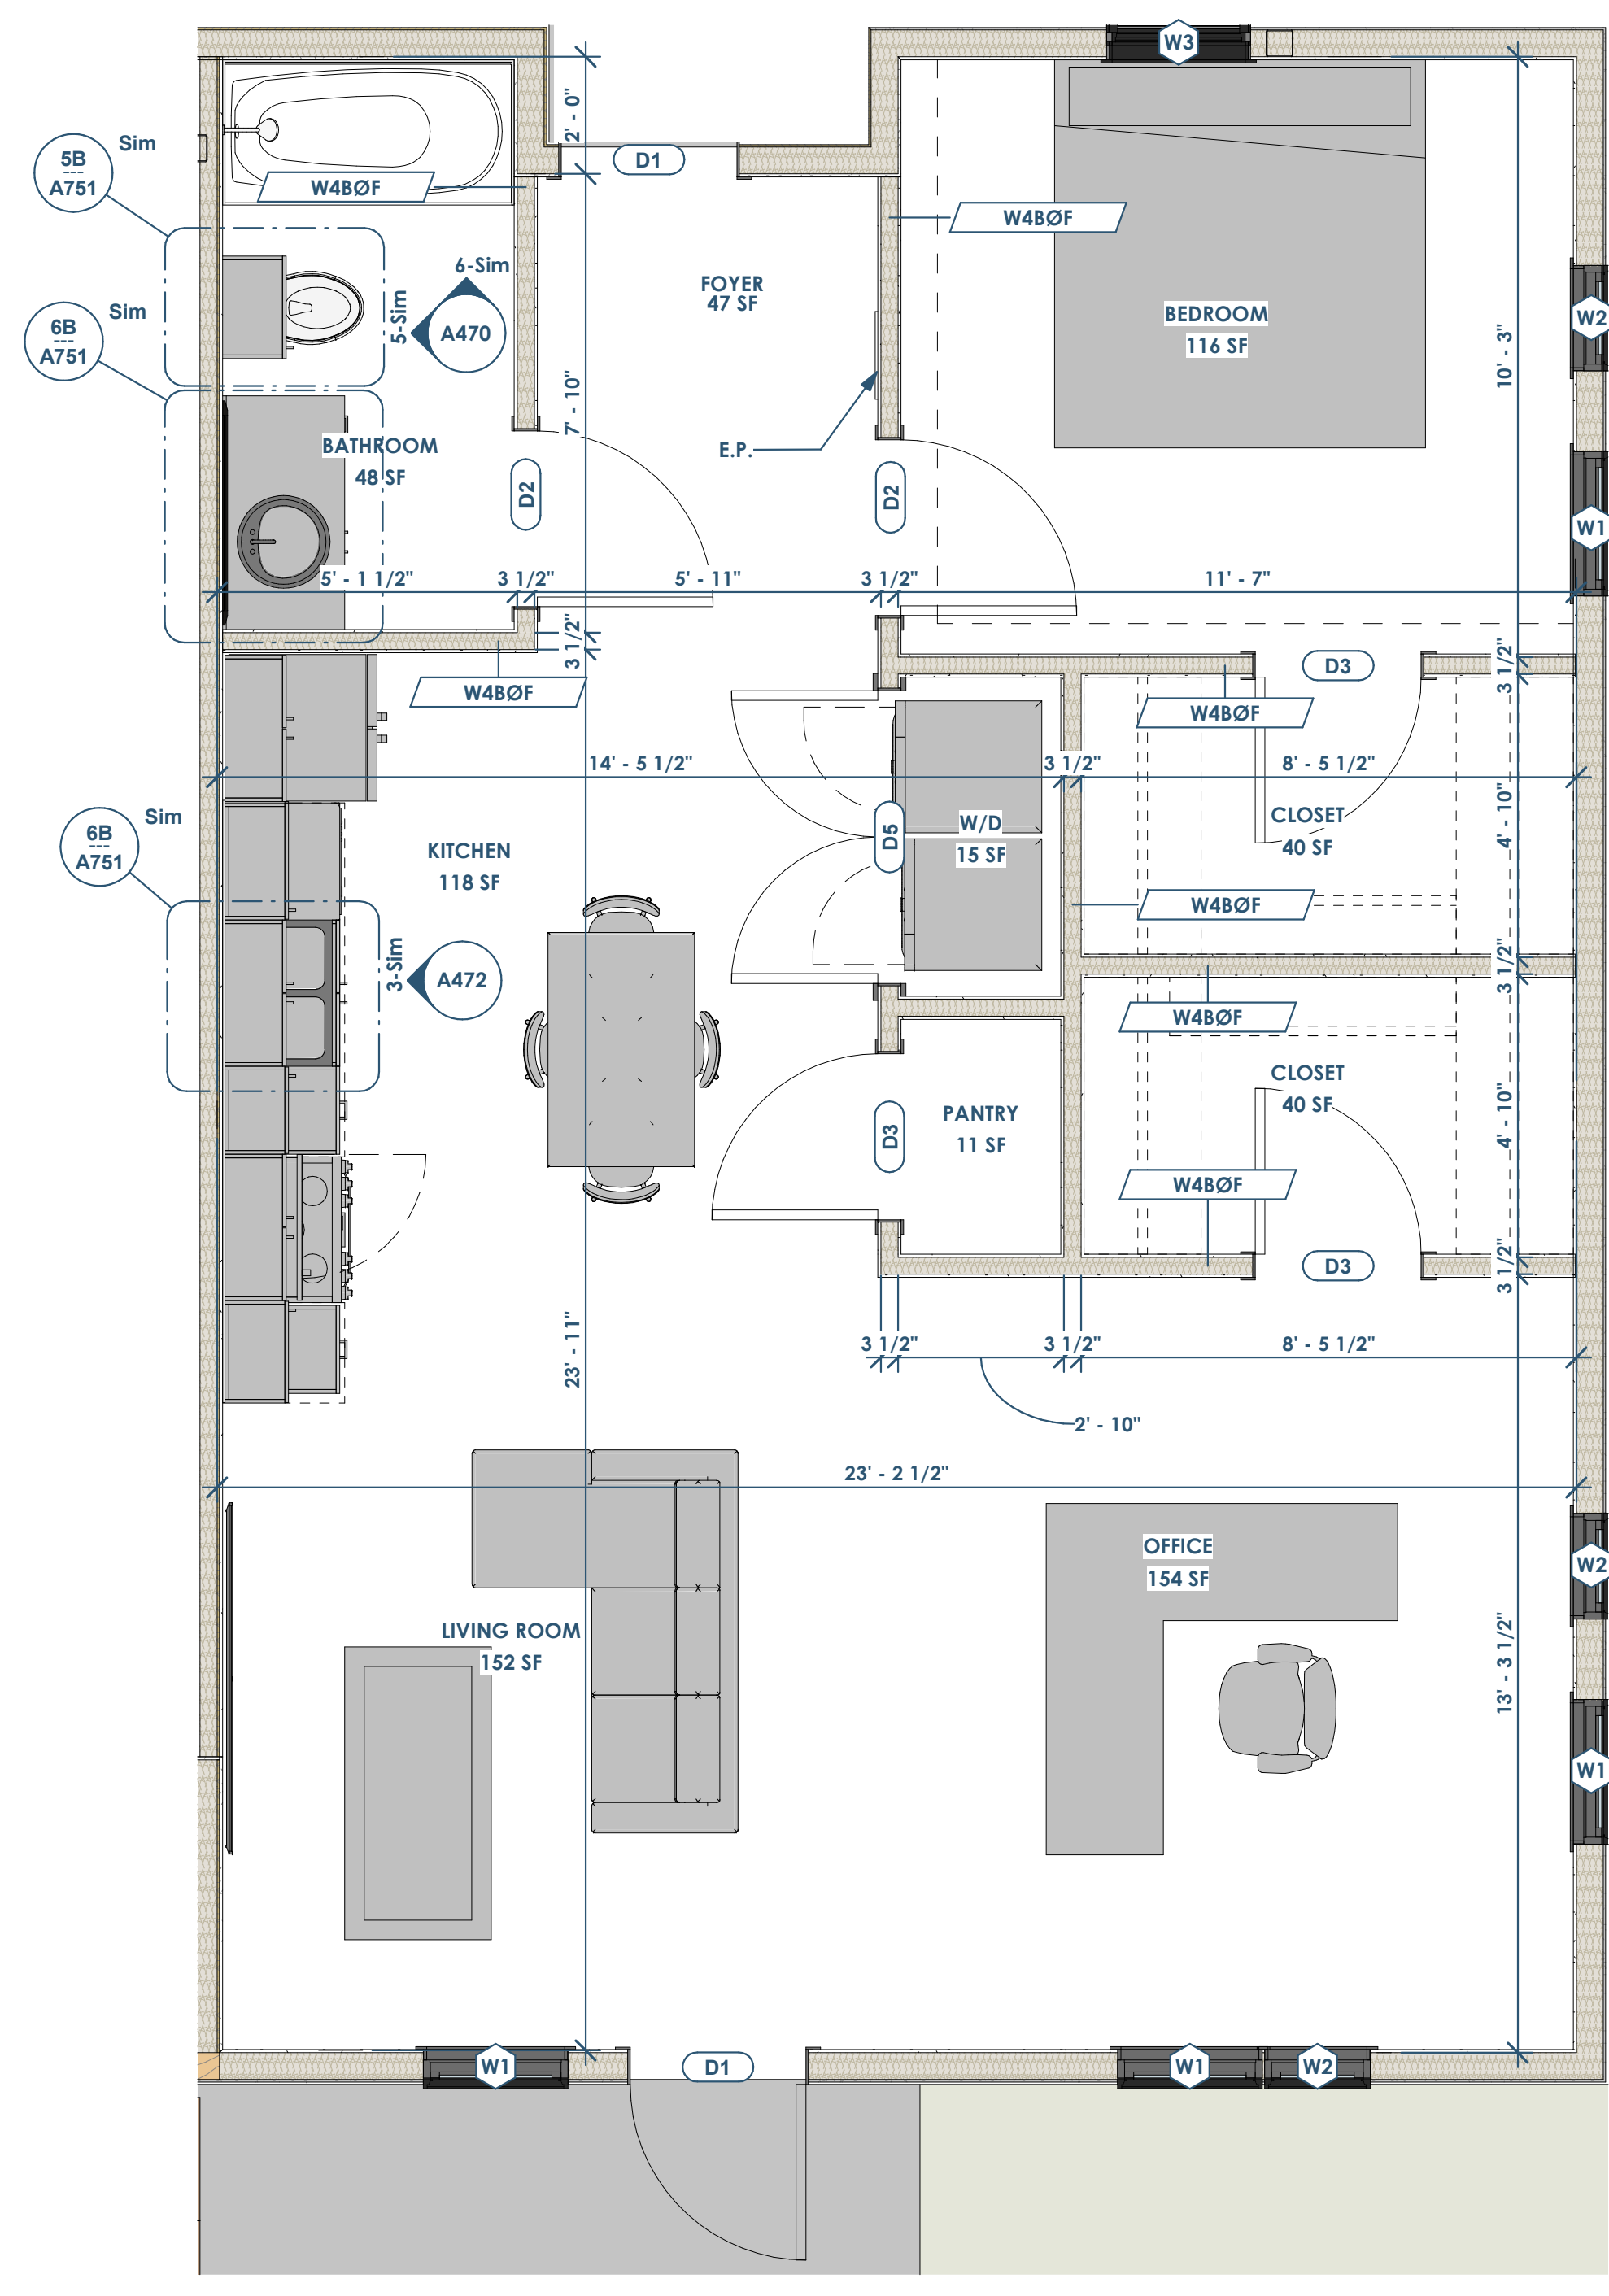 W3
2' - 0"
Sim
5B
A751
D1
W4BØF
W4BØF
6-Sim
FOYER
47 SF
5-Sim
A470
Sim
6B
A751
BEDROOM
116 SF
W2
10' - 3"
7' - 10"
BATHROOM
48 SF
E.P.
D2
D2
W1
5' - 1 1/2"
3 1/2"
5' - 11"
3 1/2"
11' - 7"
3 1/2"
W4BØF
D3
3 1/2"
W4BØF
14' - 5 1/2"
3 1/2"
8' - 5 1/2"
Sim
6B
A751
KITCHEN
118 SF
D5
W/D
15 SF
CLOSET
40 SF
4' - 10"
W4BØF
3-Sim
A472
3 1/2"
W4BØF
CLOSET
40 SF
PANTRY
11 SF
D3
4' - 10"
W4BØF
D3
3 1/2"
23' - 11"
3 1/2"
3 1/2"
8' - 5 1/2"
2' - 10"
23' - 2 1/2"
OFFICE
154 SF
W2
LIVING ROOM
152 SF
13' - 3 1/2"
W1
W1
D1
W1
W2